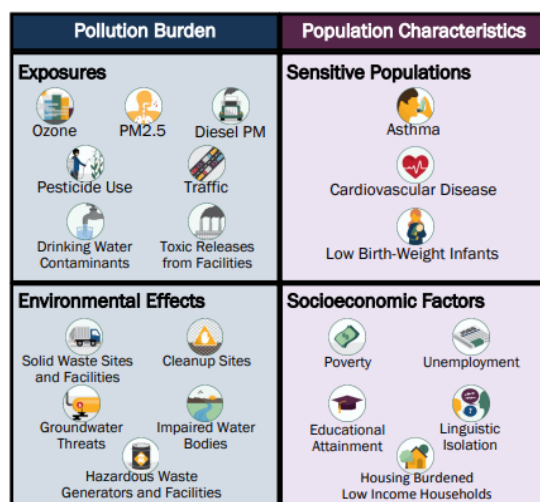 Pollution Burden
Population Characteristics
Exposures
Ozone
PM2.5
Diesel PM
Pesticide Use
Traffic
Drinking Water
Contaminants
Toxic Releases
from Facilities
Sensitive Populations
Asthma
Cardiovascular Disease
Low Birth-Weight Infants
Environmental Effects
Solid Waste Sites
and Facilities
Cleanup Sites
Groundwater
Threats
Impaired Water
Bodies
Hazardous Waste
Generators and Facilities
Socioeconomic Factors
Poverty
Unemployment
Educational
Attainment
Linguistic
Isolation
Housing Burdened
Low Income Households